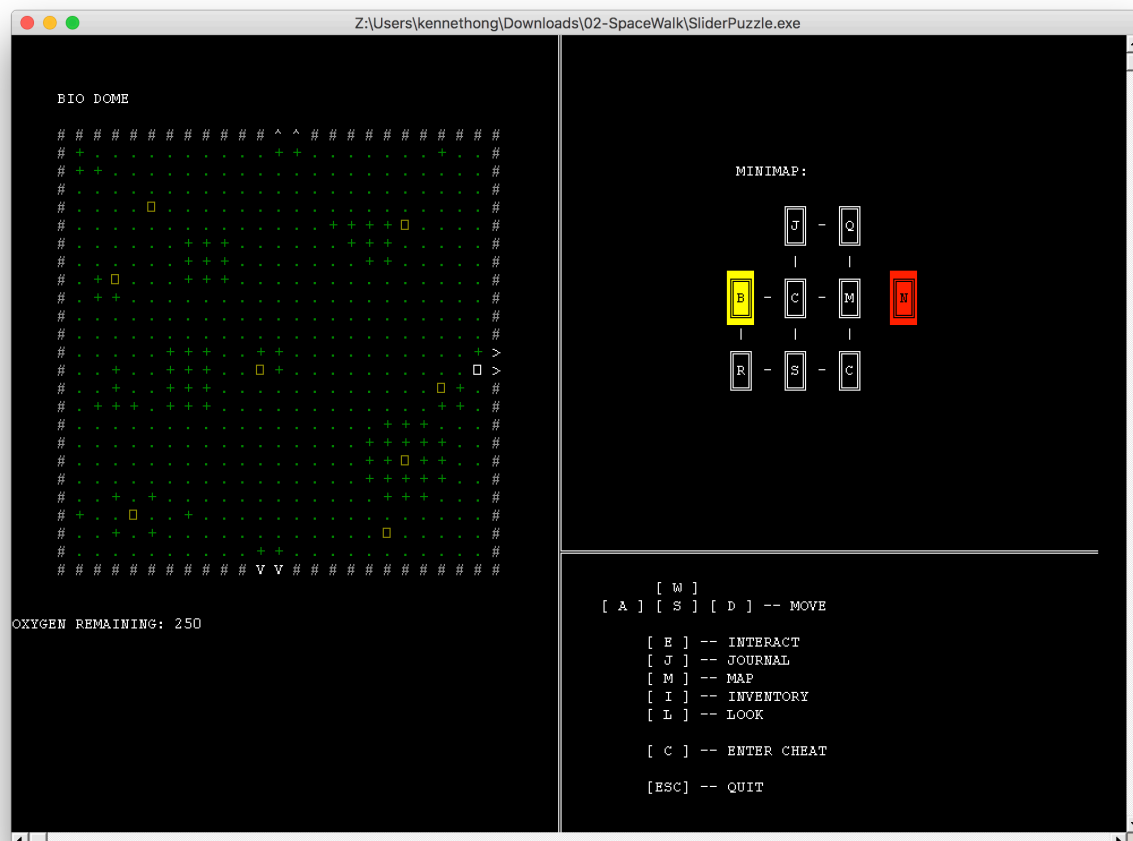 Z:\Users\kennethong\Downloads\02-SpaceWalk\SliderPuzzle.exe
BIO DOME
# # # # # # # # # # # # ^ ^ # # # # # # # # # # #
# + . . . . . . . . . . + + . . . . . . . + . . #
# + + . . . . . . . . . . . . . . . . . . . . . #
# . . . . . . . . . . . . . . . . . . . . . . . #
# . . . . □ . . . . . . . . . . . . . . . . . . #
# . . . . . . . . . . . . . . + + + + □ . . . . #
# . . . . . . + + + . . . . . . + + + . . . . . #
# . . . . . . + + + . . . . . . . + + . . . . . #
# . + □ . . . + + + . . . . . . . . . . . . . . #
# . + + . . . . . . . . . . . . . . . . . . . . #
# . . . . . . . . . . . . . . . . . . . . . . . #
# . . . . . . . . . . . . . . . . . . . . . . . #
# . . . . . + + + . . + + . . . . . . . . . . + >
# . . + . . + + + . . □ + . . . . . . . . . . □ >
# . . + . . + + + . . . . . . . . . . . . □ + . #
# . + + + . + + + . . . . . . . . . . . . + + . #
# . . . . . . . . . . . . . . . . . + + + . . . #
# . . . . . . . . . . . . . . . . + + + + + . . #
# . . . . . . . . . . . . . . . . + + □ + + . . #
# . . . . . . . . . . . . . . . . + + + + + . . #
# . . + . + . . . . . . . . . . . . + + + . . . #
# + . . □ . . + . . . . . . . . . . . . . . . . #
# . . + . + . . . . . . . . . . . . □ . . . . . #
# . . . . . . . . . . + + . . . . . . . . . . . #
# # # # # # # # # # # V V # # # # # # # # # # # #
OXYGEN REMAINING: 250
MINIMAP:
J - Q
| |
B - C - M N
| | |
R - S - C
[ W ]
[ A ] [ S ] [ D ] -- MOVE
[ E ] -- INTERACT
[ J ] -- JOURNAL
[ M ] -- MAP
[ I ] -- INVENTORY
[ L ] -- LOOK
[ C ] -- ENTER CHEAT
[ESC] -- QUIT